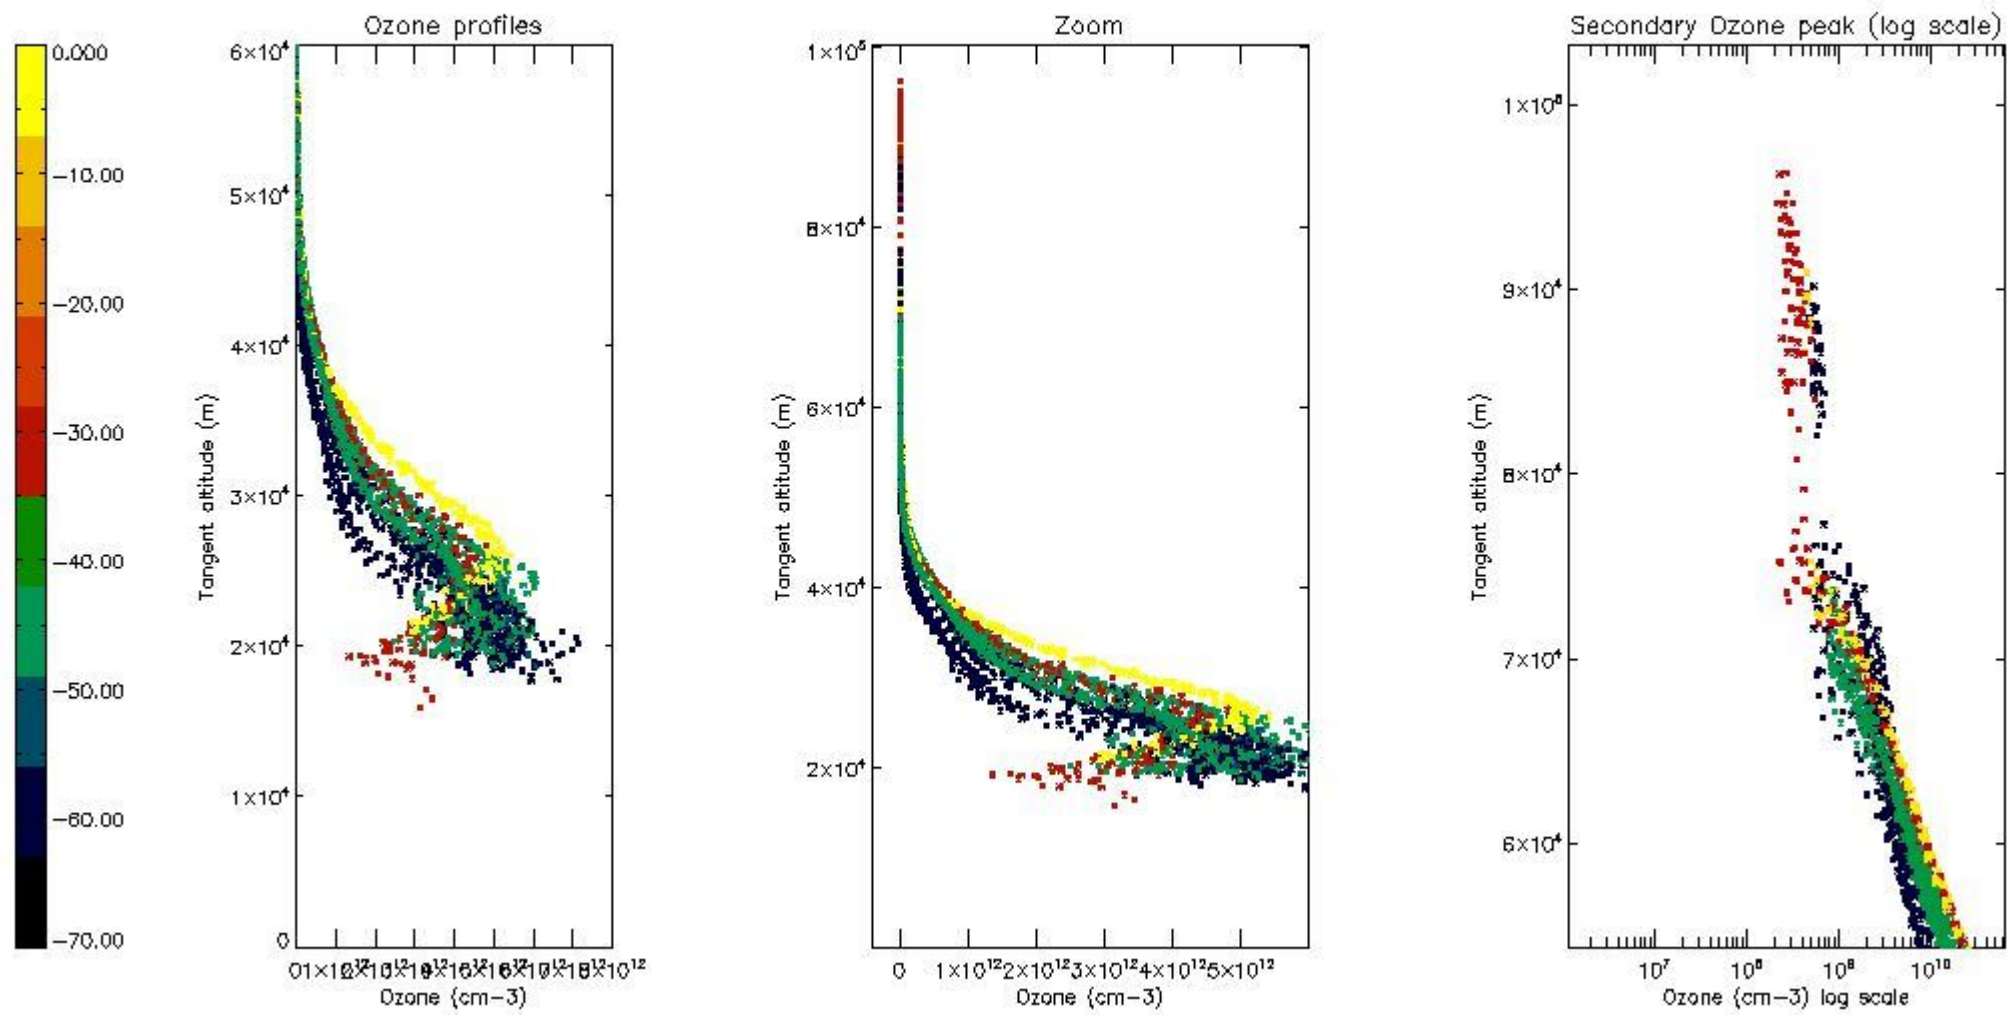 Ozone profiles
Zoom
Secondary Ozone peak (log scale)
0.000
-10.00
-20.00
-30.00
-40.00
-50.00
-60.00
-70.00
6×10⁴
5×10⁴
4×10⁴
3×10⁴
2×10⁴
1×10⁴
0
Tangent altitude (m)
Ozone (cm-3)
1×10⁵
8×10⁴
6×10⁴
4×10⁴
2×10⁴
Tangent altitude (m)
0 1×10¹² 2×10¹² 3×10¹² 4×10¹² 5×10¹²
Ozone (cm-3)
9×10⁴
8×10⁴
7×10⁴
6×10⁴
Tangent altitude (m)
10⁷ 10⁸ 10⁹ 10¹⁰
Ozone (cm-3) log scale